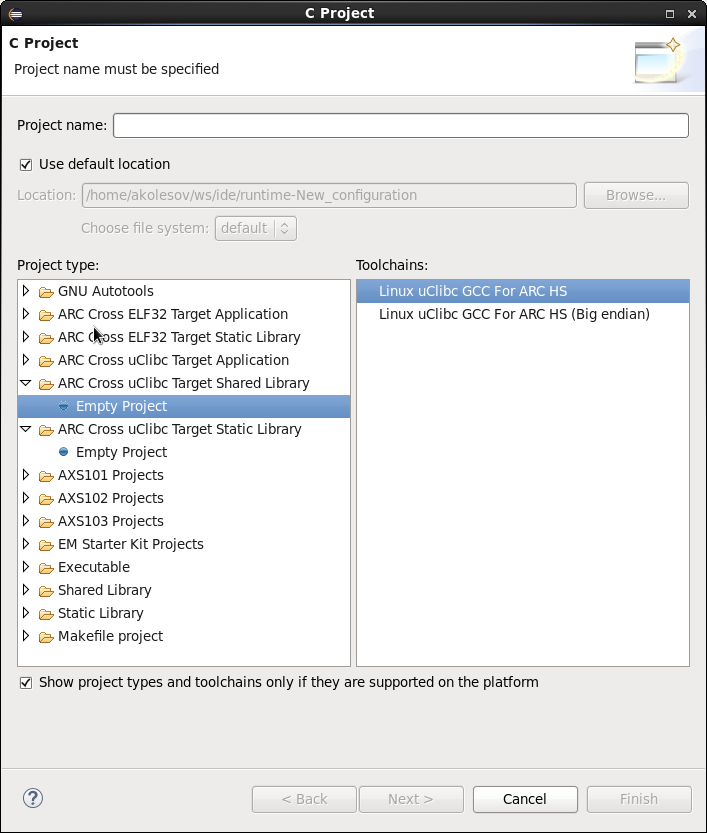 C Project
C Project
Project name must be specified
Project name:
Use default location
Location: /home/akolesov/ws/ide/runtime-New_configuration Browse...
Choose file system: default
Project type:
GNU Autotools
ARC Cross ELF32 Target Application
ARC Cross ELF32 Target Static Library
ARC Cross uClibc Target Application
ARC Cross uClibc Target Shared Library
Empty Project
ARC Cross uClibc Target Static Library
Empty Project
AXS101 Projects
AXS102 Projects
AXS103 Projects
EM Starter Kit Projects
Executable
Shared Library
Static Library
Makefile project
Toolchains:
Linux uClibc GCC For ARC HS
Linux uClibc GCC For ARC HS (Big endian)
Show project types and toolchains only if they are supported on the platform
? < Back Next > Cancel Finish